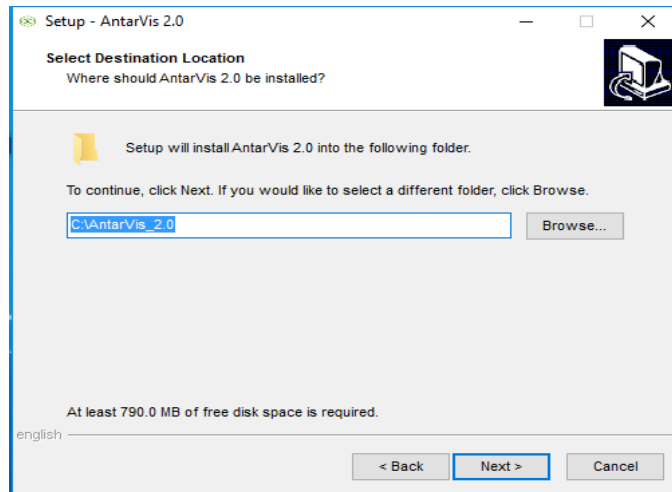 Setup - AntarVis 2.0
Select Destination Location
Where should AntarVis 2.0 be installed?
Setup will install AntarVis 2.0 into the following folder.
To continue, click Next. If you would like to select a different folder, click Browse.
C:\AntarVis_2.0
Browse...
At least 790.0 MB of free disk space is required.
english
< Back
Next >
Cancel